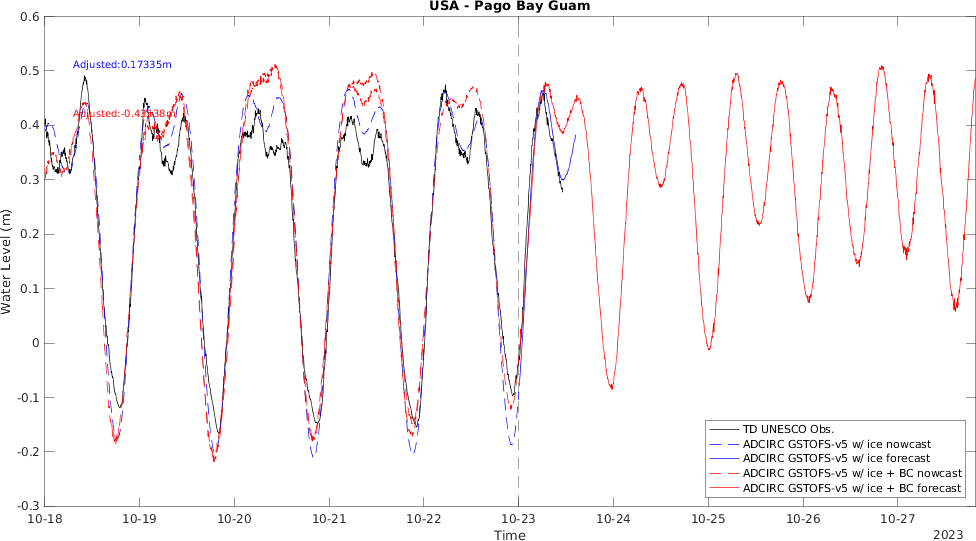 USA - Pago Bay Guam
0.6
0.5
0.4
0.3
0.2
0.1
0
-0.1
-0.2
-0.3
Water Level (m)
Adjusted:0.17335m
TD UNESCO Obs.
ADCIRC GSTOFS-v5 w/ ice nowcast
ADCIRC GSTOFS-v5 w/ ice forecast
ADCIRC GSTOFS-v5 w/ ice + BC nowcast
ADCIRC GSTOFS-v5 w/ ice + BC forecast
10-18 10-19 10-20 10-21 10-22 10-23 10-24 10-25 10-26 10-27
Time
2023